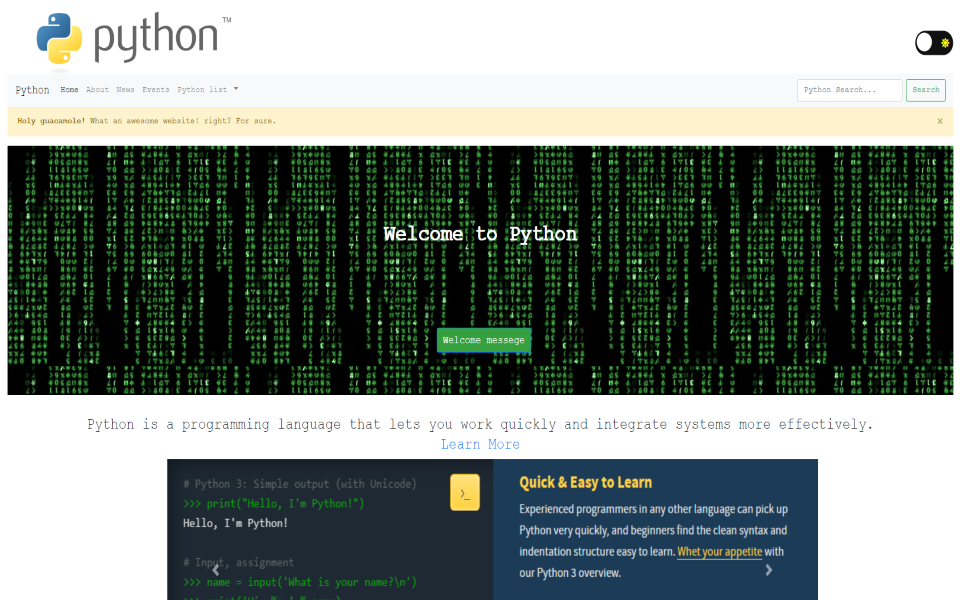 python™
Python Home About News Events Python list Python Search... Search
Holy guacamole! What an awesome website! right? For sure. x
Welcome to Python
Welcome messege
Python is a programming language that lets you work quickly and integrate systems more effectively.
Learn More
# Python 3: Simple output (with Unicode)
>>> print("Hello, I'm Python!")
Hello, I'm Python!
# Input, assignment
>>> name = input('What is your name?\n')
>_
Quick & Easy to Learn
Experienced programmers in any other language can pick up
Python very quickly, and beginners find the clean syntax and
indentation structure easy to learn. Whet your appetite with
our Python 3 overview.